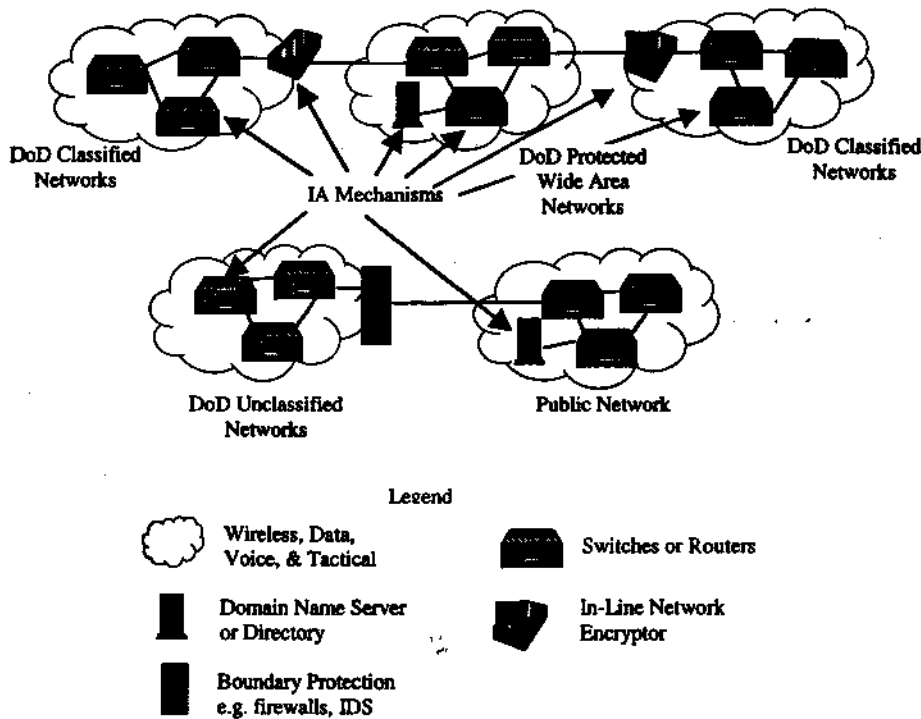 DoD Classified
Networks
IA Mechanisms
DoD Protected
Wide Area
Networks
DoD Classified
Networks
DoD Unclassified
Networks
Public Network
Legend
Wireless, Data,
Voice, & Tactical
Switches or Routers
Domain Name Server
or Directory
In-Line Network
Encryptor
Boundary Protection
e.g. firewalls, IDS